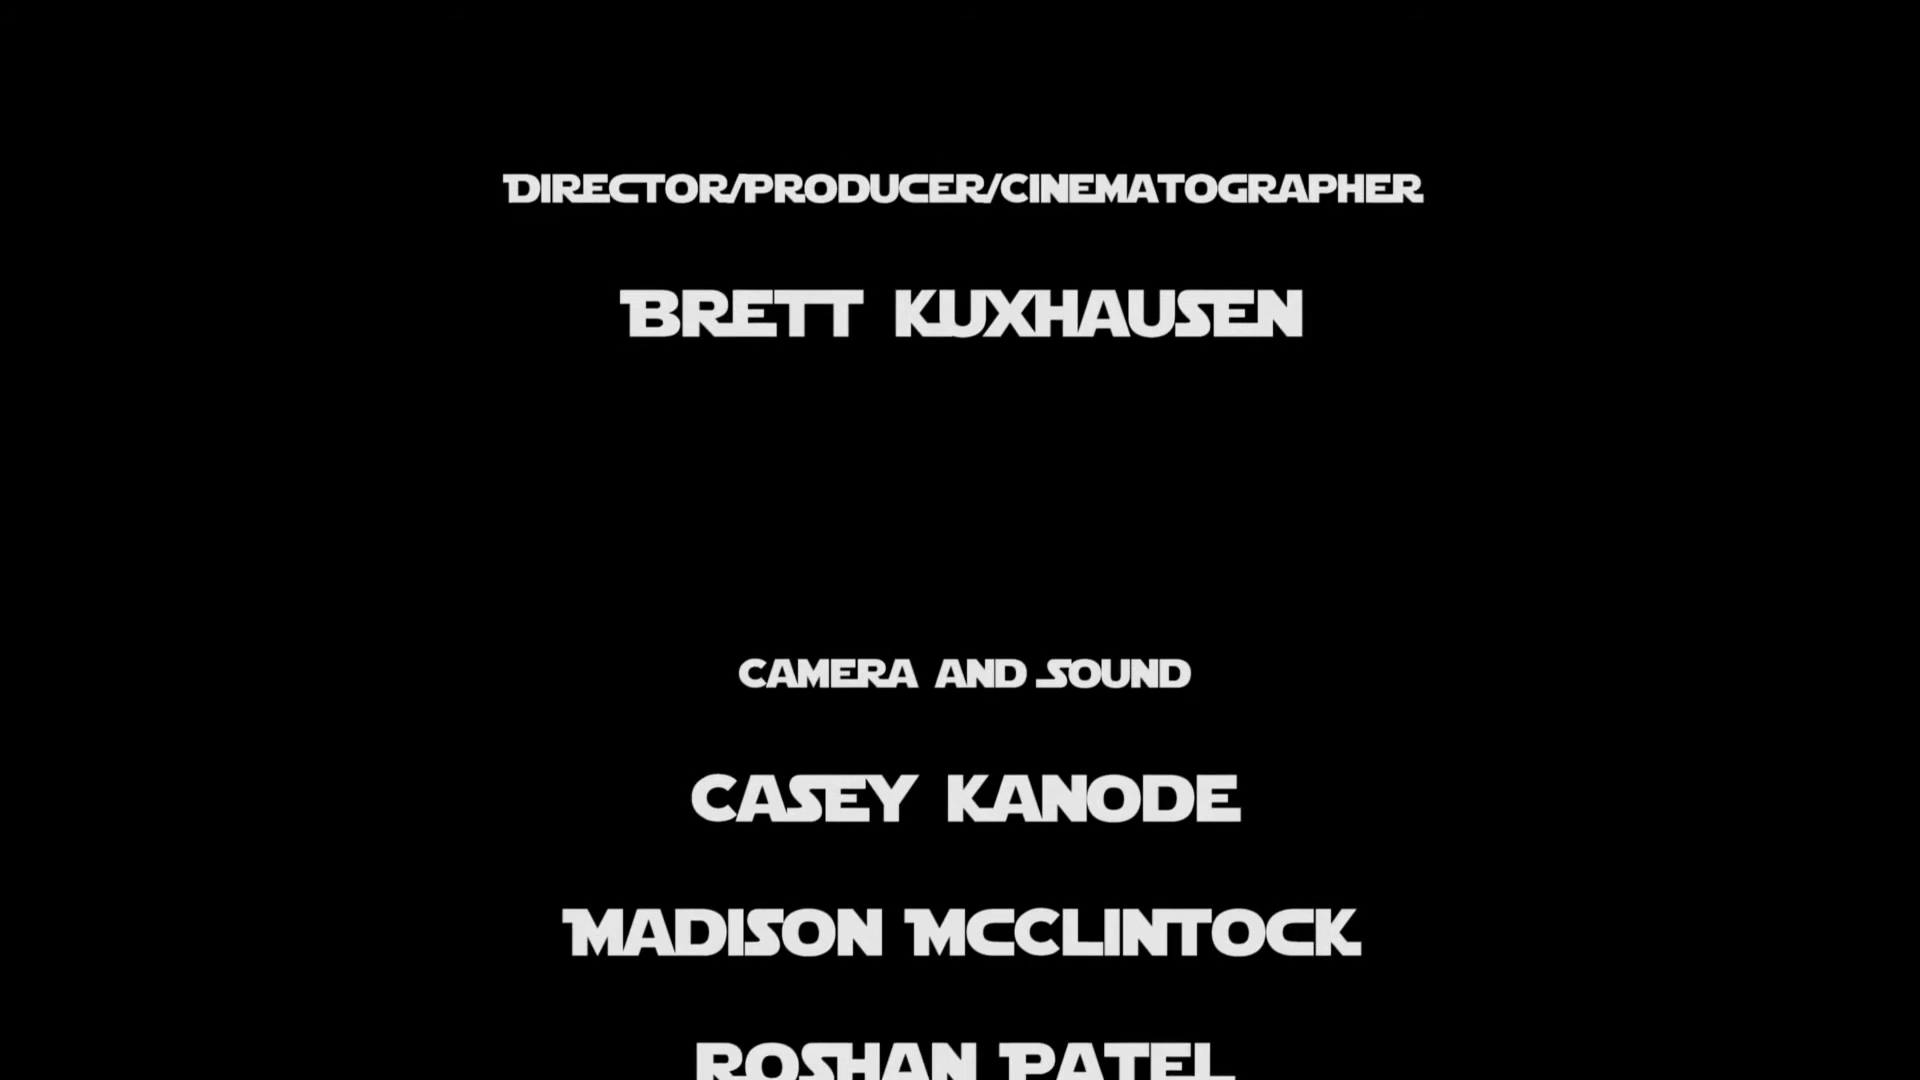 DIRECTOR/PRODUCER/CINEMATOGRAPHER
BRETT KUXHAUSEN
CAMERA AND SOUND
CASEY KANODE
MADISON MCCLINTOCK
ROSHAN PATEL